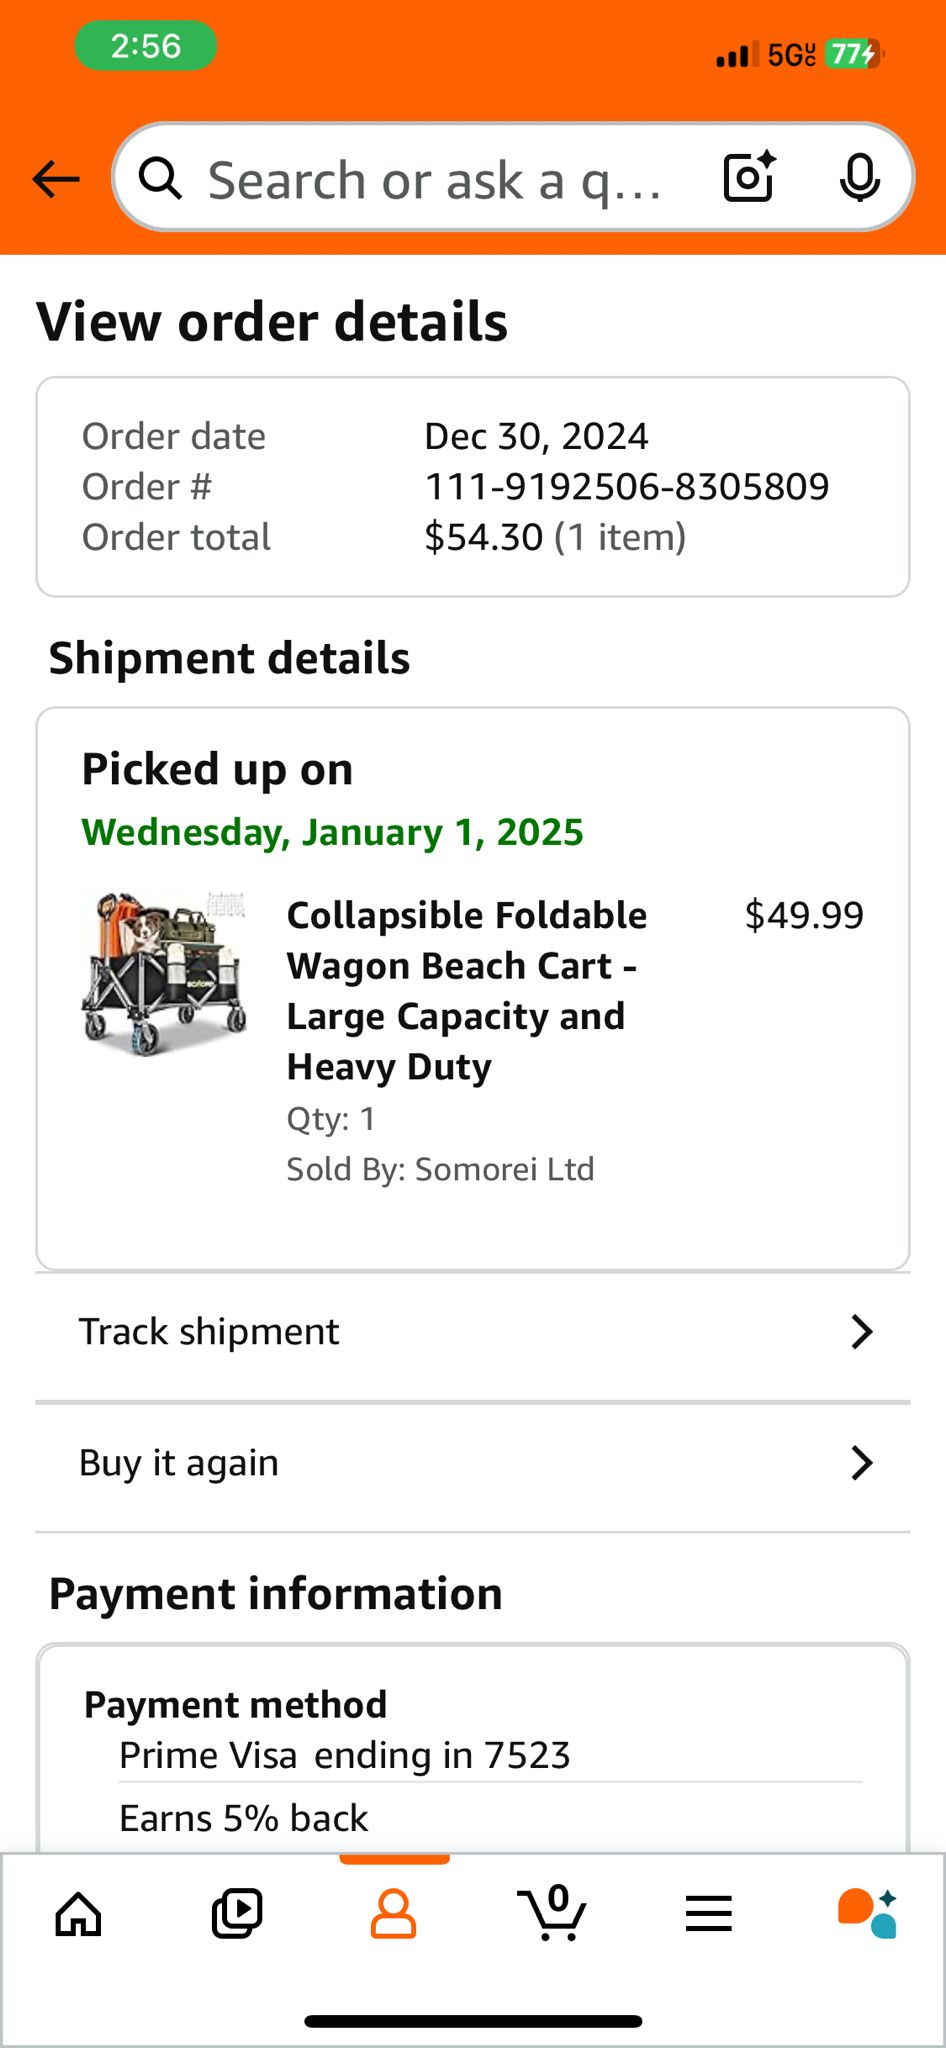 2:56
5G UC 77
Search or ask a q...
View order details
Order date Dec 30, 2024
Order # 111-9192506-8305809
Order total $54.30 (1 item)
Shipment details
Picked up on
Wednesday, January 1, 2025
Collapsible Foldable $49.99
Wagon Beach Cart -
Large Capacity and
Heavy Duty
Qty: 1
Sold By: Somorei Ltd
Track shipment
Buy it again
Payment information
Payment method
Prime Visa ending in 7523
Earns 5% back
0